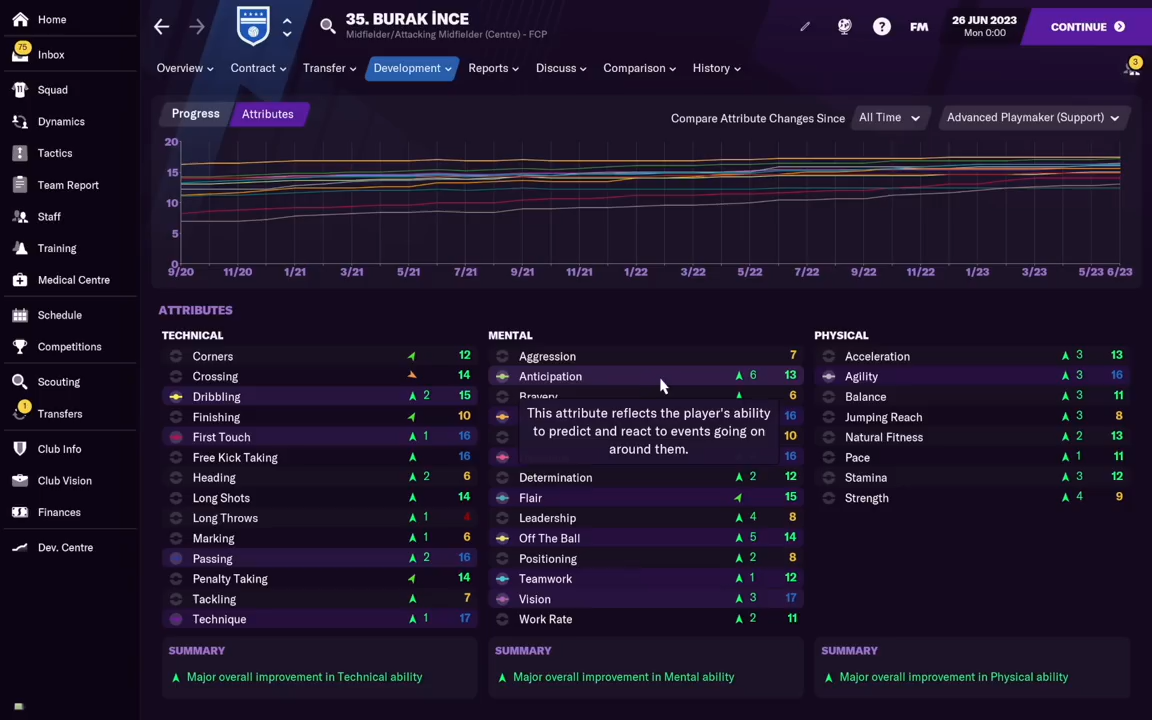 Home
75
Inbox
Squad
Dynamics
Tactics
Team Report
Staff
Training
Medical Centre
Schedule
Competitions
Scouting
1
Transfers
Club Info
Club Vision
Finances
Dev. Centre
35. BURAK İNCE
Midfielder/Attacking Midfielder (Centre) - FCP
?
FM
26 JUN 2023
Mon 0:00
CONTINUE
Overview
Contract
Transfer
Development
Reports
Discuss
Comparison
History
3
Progress
Attributes
Compare Attribute Changes Since
All Time
Advanced Playmaker (Support)
20
15
10
5
0
9/20 11/20 1/21 3/21 5/21 7/21 9/21 11/21 1/22 3/22 5/22 7/22 9/22 11/22 1/23 3/23 5/23 6/23
ATTRIBUTES
TECHNICAL
Corners 12
Crossing 14
Dribbling 2 15
Finishing 10
First Touch 1 16
Free Kick Taking 16
Heading 2 6
Long Shots 14
Long Throws 1 4
Marking 1 6
Passing 2 16
Penalty Taking 14
Tackling 7
Technique 1 17
MENTAL
Aggression 7
Anticipation 6 13
Bravery 6
16
10
16
This attribute reflects the player's ability
to predict and react to events going on
around them.
Determination 2 12
Flair 15
Leadership 4 8
Off The Ball 5 14
Positioning 2 8
Teamwork 1 12
Vision 3 17
Work Rate 2 11
PHYSICAL
Acceleration 3 13
Agility 3 16
Balance 3 11
Jumping Reach 3 8
Natural Fitness 2 13
Pace 1 11
Stamina 3 12
Strength 4 9
SUMMARY
Major overall improvement in Technical ability
SUMMARY
Major overall improvement in Mental ability
SUMMARY
Major overall improvement in Physical ability